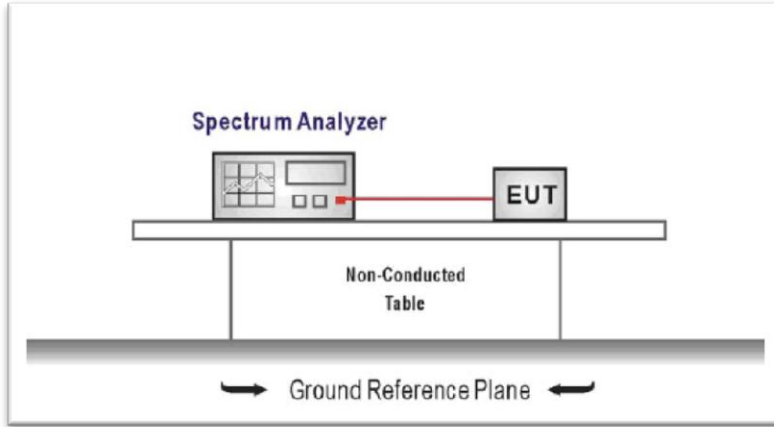 Spectrum Analyzer
EUT
Non-Conducted
Table
Ground Reference Plane